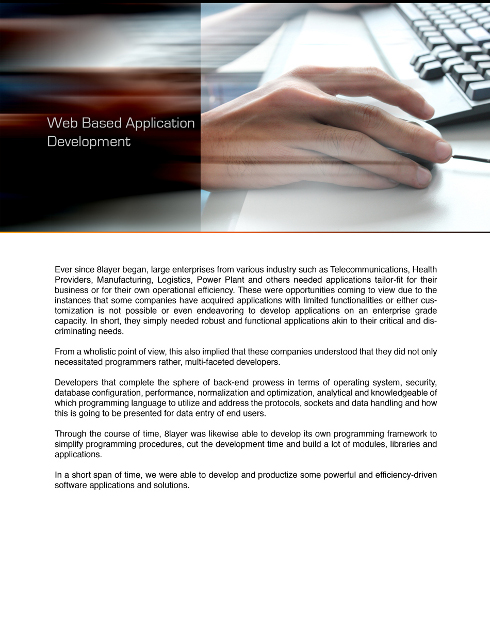 Web Based Application
Development
Ever since 8layer began, large enterprises from various industry such as Telecommunications, Health
Providers, Manufacturing, Logistics, Power Plant and others needed applications tailor-fit for their
business or for their own operational efficiency. These were opportunities coming to view due to the
instances that some companies have acquired applications with limited functionalities or either cus-
tomization is not possible or even endeavoring to develop applications on an enterprise grade
capacity. In short, they simply needed robust and functional applications akin to their critical and dis-
criminating needs.
From a wholistic point of view, this also implied that these companies understood that they did not only
necessitated programmers rather, multi-faceted developers.
Developers that complete the sphere of back-end prowess in terms of operating system, security,
database configuration, performance, normalization and optimization, analytical and knowledgeable of
which programming language to utilize and address the protocols, sockets and data handling and how
this is going to be presented for data entry of end users.
Through the course of time, 8layer was likewise able to develop its own programming framework to
simplify programming procedures, cut the development time and build a lot of modules, libraries and
applications.
In a short span of time, we were able to develop and productize some powerful and efficiency-driven
software applications and solutions.